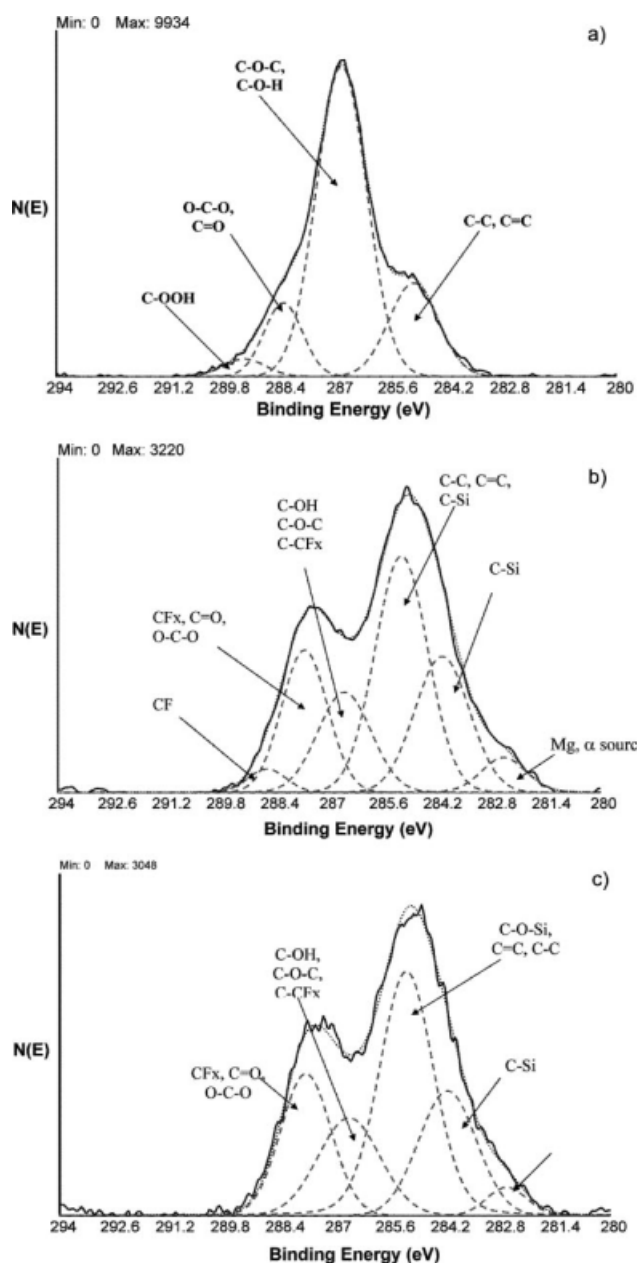 Min: 0 Max: 9934
a)
C-O-C,
C-O-H
O-C-O,
C=O
C-C, C=C
C-OOH
N(E)
294 292.6 291.2 289.8 288.4 287 285.6 284.2 282.8 281.4 280
Binding Energy (eV)
Min: 0 Max: 3220
b)
C-C, C=C,
C-Si
C-OH
C-O-C
C-CFx
C-Si
CFx, C=O,
O-C-O
CF
N(E)
Mg, α sourc
294 292.6 291.2 289.8 288.4 287 285.6 284.2 282.8 281.4 280
Binding Energy (eV)
Min: 0 Max: 3048
c)
C-O-Si,
C=C, C-C
C-OH,
C-O-C,
C-CFx
CFx, C=O,
O-C-O
C-Si
N(E)
294 292.6 291.2 289.8 288.4 287 285.6 284.2 282.8 281.4 280
Binding Energy (eV)